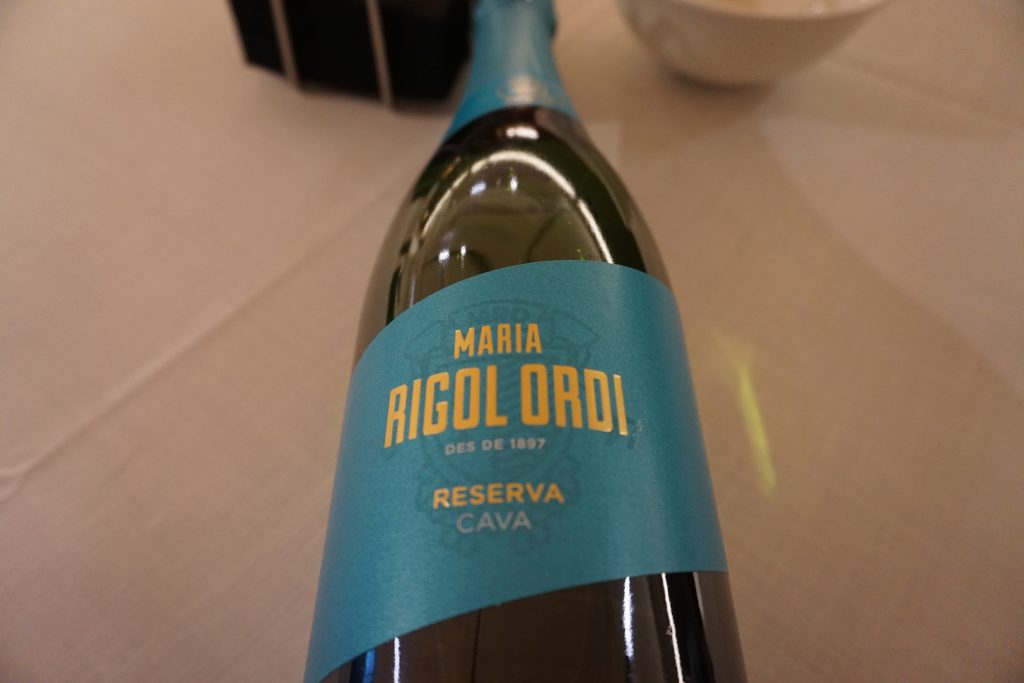 MARIA
RIGOL ORDI
DES DE 1897
RESERVA
CAVA